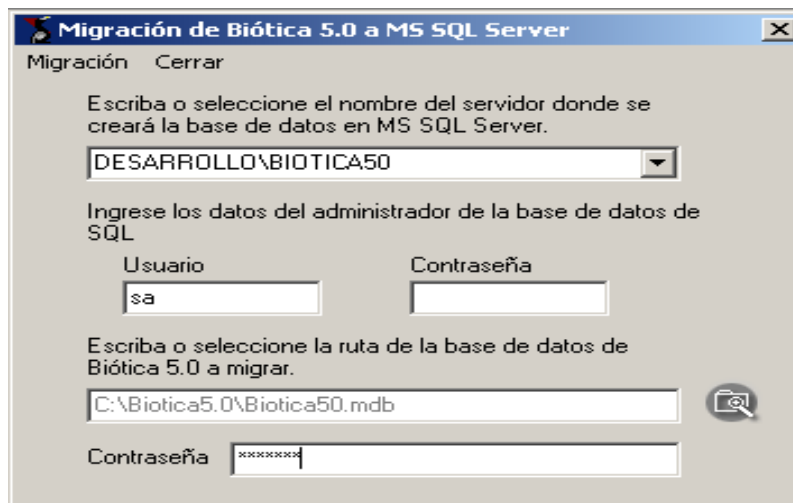 Migración de Biótica 5.0 a MS SQL Server
Migración Cerrar
Escriba o seleccione el nombre del servidor donde se
creará la base de datos en MS SQL Server.
DESARROLLO\BIOTICA50
Ingrese los datos del administrador de la base de datos de
SQL
Usuario Contraseña
sa
Escriba o seleccione la ruta de la base de datos de
Biótica 5.0 a migrar.
C:\Biotica5.0\Biotica50.mdb
Contraseña *******